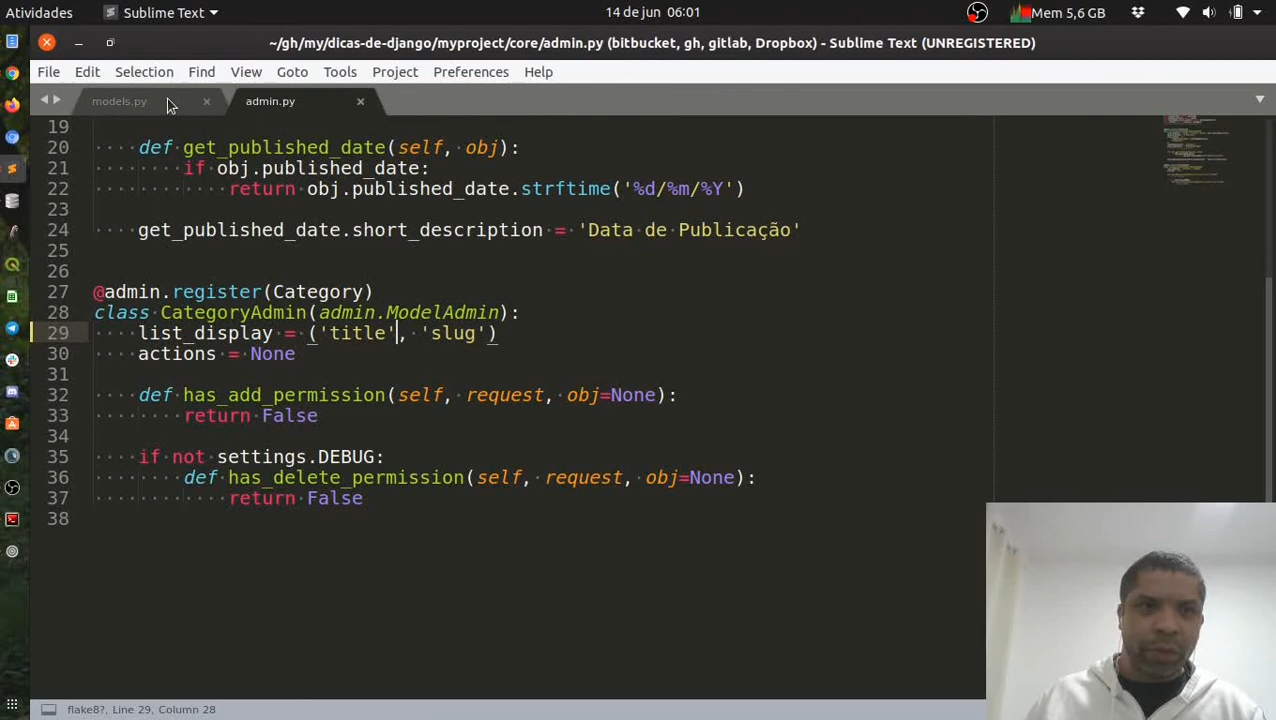 Atividades Sublime Text 14 de jun 06:01 Mem 5,6 GB
~/gh/my/dicas-de-django/myproject/core/admin.py (bitbucket, gh, gitlab, Dropbox) - Sublime Text (UNREGISTERED)
File Edit Selection Find View Goto Tools Project Preferences Help
models.py admin.py
19
20 def get_published_date(self, obj):
21 if obj.published_date:
22 return obj.published_date.strftime('%d/%m/%Y')
23
24 get_published_date.short_description = 'Data de Publicação'
25
26
27 @admin.register(Category)
28 class CategoryAdmin(admin.ModelAdmin):
29 list_display = ('title', 'slug')
30 actions = None
31
32 def has_add_permission(self, request, obj=None):
33 return False
34
35 if not settings.DEBUG:
36 def has_delete_permission(self, request, obj=None):
37 return False
38
flake8?, Line 29, Column 28